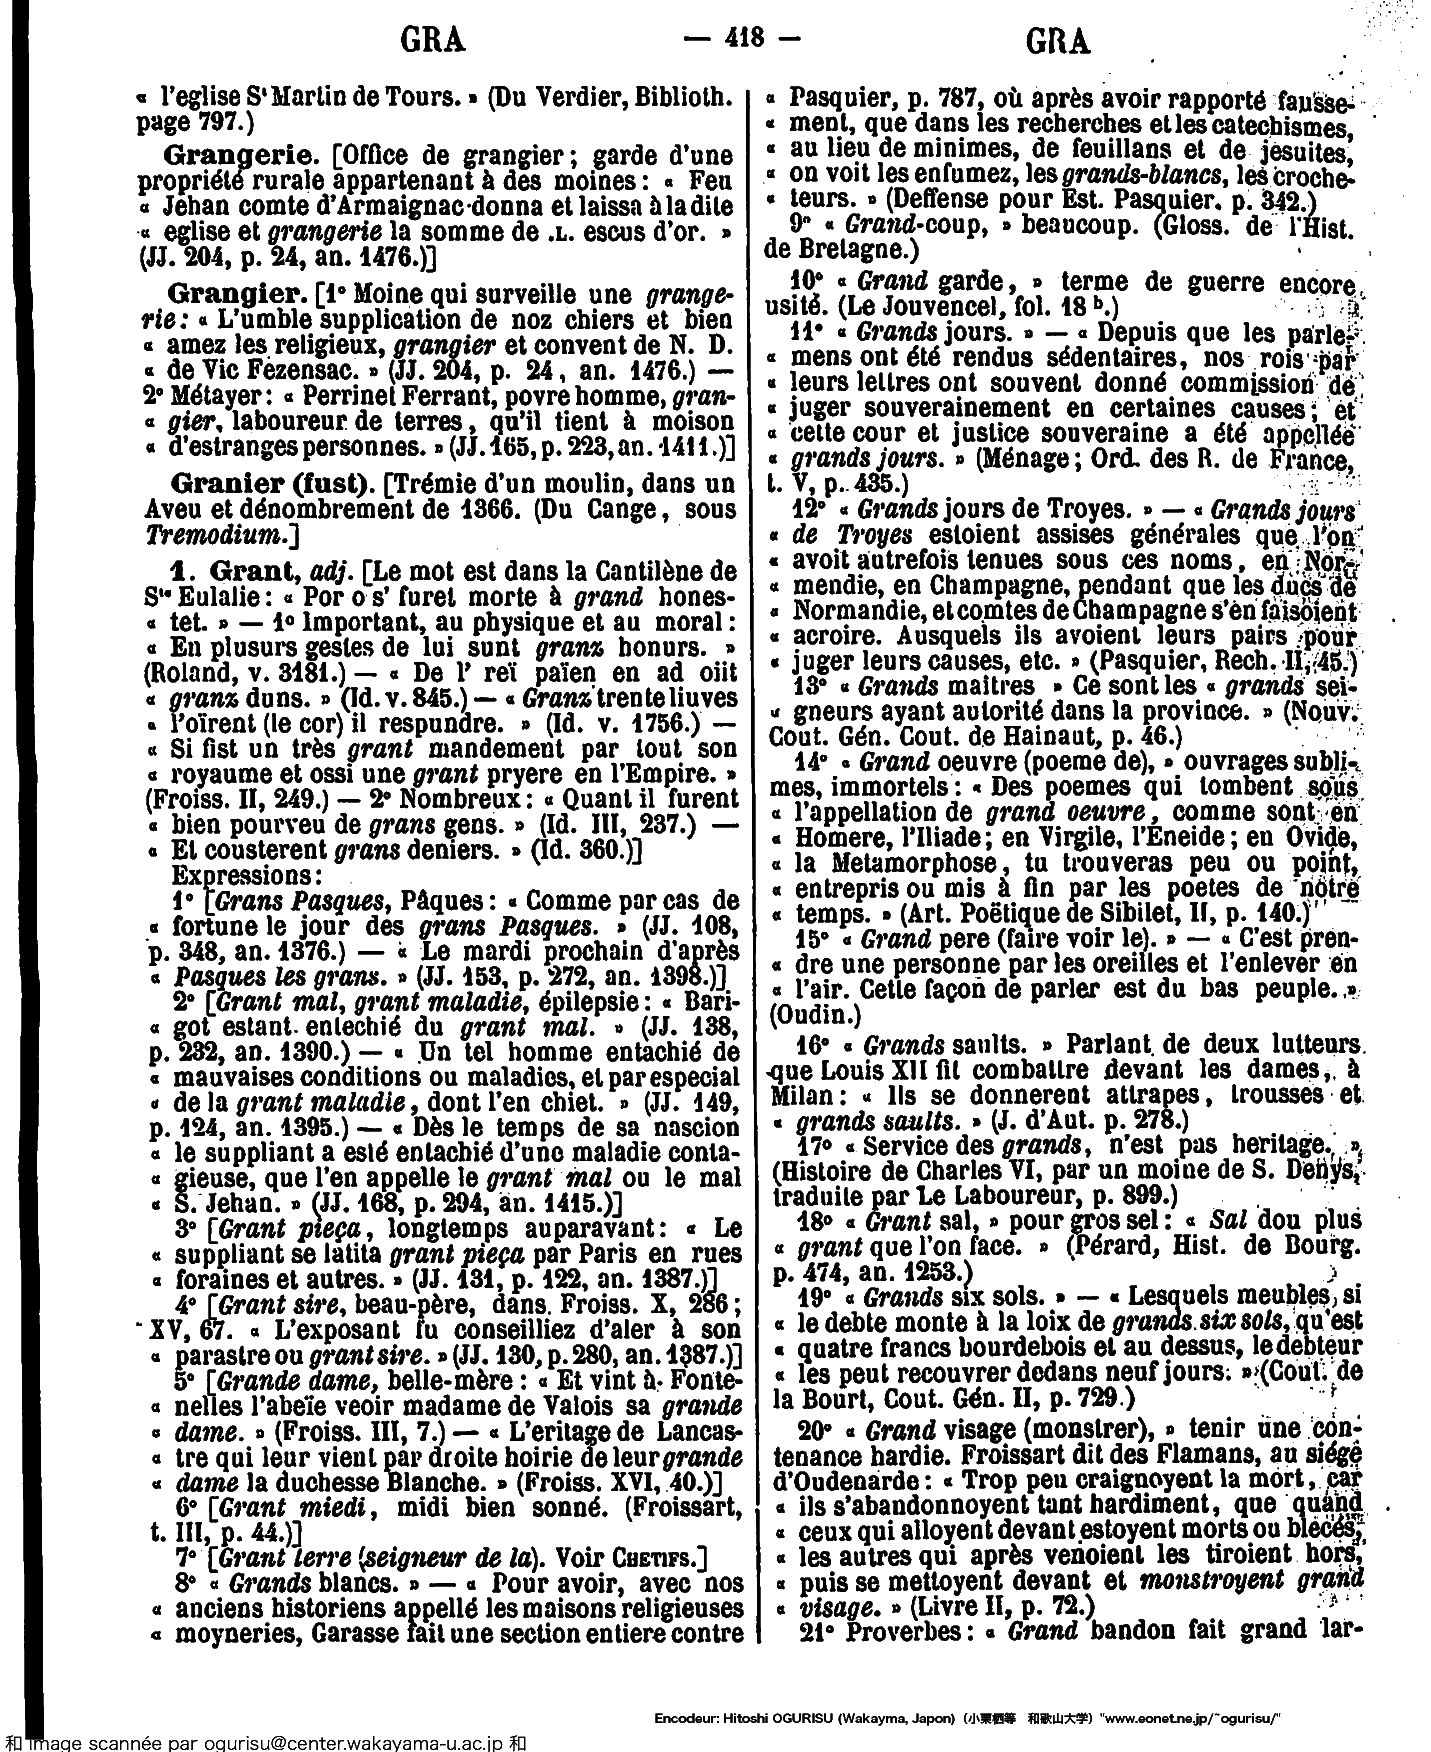 GRA — 418 — GRA
« l'eglise Sᵗ Martin de Tours. » (Du Verdier, Biblioth.
page 797.)
Grangerie. [Office de grangier ; garde d'une
propriété rurale appartenant à des moines : « Feu
« Jehan comte d'Armaignac donna et laissa à la dite
« eglise et grangerie la somme de .L. escus d'or. »
(JJ. 204, p. 24, an. 1476.)]
Grangier. [1° Moine qui surveille une grange-
rie : « L'umble supplication de noz chiers et bien
« amez les religieux, grangier et convent de N. D.
« de Vic Fezensac. » (JJ. 204, p. 24, an. 1476.) —
2° Métayer : « Perrinet Ferrant, povre homme, gran-
« gier, laboureur de terres, qu'il tient à moison
« d'estranges personnes. » (JJ. 165, p. 223, an. 1411.)]
Granier (fust). [Trémie d'un moulin, dans un
Aveu et dénombrement de 1366. (Du Cange, sous
Tremodium.]
1. Grant, adj. [Le mot est dans la Cantilène de
Sᵗᵉ Eulalie : « Por o s' furet morte à grand hones-
« tet. » — 1° Important, au physique et au moral :
« En plusurs gestes de lui sunt granz honurs. »
(Roland, v. 3181.) — « De l' reï païen en ad oiit
« granz duns. » (Id. v. 845.) — « Granz trente liuves
« l'oïrent (le cor) il respundre. » (Id. v. 1756.) —
« Si fist un très grant mandement par tout son
« royaume et ossi une grant pryere en l'Empire. »
(Froiss. II, 249.) — 2° Nombreux : « Quant il furent
« bien pourveu de grans gens. » (Id. III, 237.) —
« Et cousterent grans deniers. » (Id. 360.)]
Expressions :
1° [Grans Pasques, Pâques : « Comme par cas de
« fortune le jour des grans Pasques. » (JJ. 108,
p. 348, an. 1376.) — « Le mardi prochain d'après
« Pasques les grans. » (JJ. 153, p. 272, an. 1398.)]
2° [Grant mal, grant maladie, épilepsie : « Bari-
« got estant entechié du grant mal. » (JJ. 138,
p. 232, an. 1390.) — « Un tel homme entachié de
« mauvaises conditions ou maladies, et par especial
« de la grant maladie, dont l'en chiet. » (JJ. 149,
p. 124, an. 1395.) — « Dès le temps de sa nascion
« le suppliant a esté entachié d'une maladie conta-
« gieuse, que l'en appelle le grant mal ou le mal
« S. Jehan. » (JJ. 168, p. 294, an. 1415.)]
3° [Grant pieça, longtemps auparavant : « Le
« suppliant se latita grant pieça par Paris en rues
« foraines et autres. » (JJ. 131, p. 122, an. 1387.)]
4° [Grant sire, beau-père, dans Froiss. X, 286 ;
XV, 67. « L'exposant fu conseilliez d'aler à son
« parastre ou grant sire. » (JJ. 130, p. 280, an. 1387.)]
5° [Grande dame, belle-mère : « Et vint à Fonte-
« nelles l'abeïe veoir madame de Valois sa grande
« dame. » (Froiss. III, 7.) — « L'eritage de Lancas-
« tre qui leur vient par droite hoirie de leur grande
« dame la duchesse Blanche. » (Froiss. XVI, 40.)]
6° [Grant miedi, midi bien sonné. (Froissart,
t. III, p. 44.)]
7° [Grant terre (seigneur de la). Voir CHETIFS.]
8° « Grands blancs. » — « Pour avoir, avec nos
« anciens historiens appellé les maisons religieuses
« moyneries, Garasse fait une section entiere contre
« Pasquier, p. 787, où après avoir rapporté fausse-
« ment, que dans les recherches et les catechismes,
« au lieu de minimes, de feuillans et de jesuites,
« on voit les enfumez, les grands-blancs, les croche-
« teurs. » (Deffense pour Est. Pasquier, p. 342.)
9° « Grand-coup, » beaucoup. (Gloss. de l'Hist.
de Bretagne.)
10° « Grand garde, » terme de guerre encore
usité. (Le Jouvencel, fol. 18 ᵇ.)
11° « Grands jours. » — « Depuis que les parle-
« mens ont été rendus sédentaires, nos rois par
« leurs lettres ont souvent donné commission de
« juger souverainement en certaines causes ; et
« cette cour et justice souveraine a été appellée
« grands jours. » (Ménage ; Ord. des R. de France,
t. V, p. 435.)
12° « Grands jours de Troyes. » — « Grands jours
« de Troyes estoient assises générales que l'on
« avoit autrefois tenues sous ces noms, en Nor-
« mendie, en Champagne, pendant que les ducs de
« Normandie, et comtes de Champagne s'en faisoient
« acroire. Ausquels ils avoient leurs pairs pour
« juger leurs causes, etc. » (Pasquier, Rech. II, 45.)
13° « Grands maitres » Ce sont les « grands sei-
« gneurs ayant autorité dans la province. » (Nouv.
Cout. Gén. Cout. de Hainaut, p. 46.)
14° « Grand oeuvre (poeme de), » ouvrages subli-
mes, immortels : « Des poemes qui tombent sous
« l'appellation de grand oeuvre, comme sont en
« Homere, l'Iliade ; en Virgile, l'Eneide ; en Ovide,
« la Metamorphose, tu trouveras peu ou point,
« entrepris ou mis à fin par les poetes de nôtre
« temps. » (Art. Poëtique de Sibilet, II, p. 140.)
15° « Grand pere (faire voir le). » — « C'est pren-
« dre une personne par les oreilles et l'enlever en
« l'air. Cette façon de parler est du bas peuple. »
(Oudin.)
16° « Grands saults. » Parlant de deux lutteurs
que Louis XII fit combattre devant les dames, à
Milan : « Ils se donnerent attrapes, trousses et
« grands saults. » (J. d'Aut. p. 278.)
17° « Service des grands, n'est pas heritage. »
(Histoire de Charles VI, par un moine de S. Denys,
traduite par Le Laboureur, p. 899.)
18° « Grant sal, » pour gros sel : « Sal dou plus
« grant que l'on face. » (Pérard, Hist. de Bourg.
p. 474, an. 1253.)
19° « Grands six sols. » — « Lesquels meubles, si
« le debte monte à la loix de grands six sols, qu'est
« quatre francs bourdebois et au dessus, le debteur
« les peut recouvrer dedans neuf jours. » (Cout. de
la Bourt, Cout. Gén. II, p. 729.)
20° « Grand visage (monstrer), » tenir une con-
tenance hardie. Froissart dit des Flamans, au siége
d'Oudenarde : « Trop peu craignoyent la mort, car
« ils s'abandonnoyent tant hardiment, que quand
« ceux qui alloyent devant estoyent morts ou blecés,
« les autres qui après venoient les tiroient hors,
« puis se mettoyent devant et monstroyent grand
« visage. » (Livre II, p. 72.)
21° Proverbes : « Grand bandon fait grand lar-
Encodeur: Hitoshi OGURISU (Wakayma, Japon) (小栗栖等 和歌山大学) "www.eonet.ne.jp/~ogurisu/"
和 Image scannée par ogurisu@center.wakayama-u.ac.jp 和